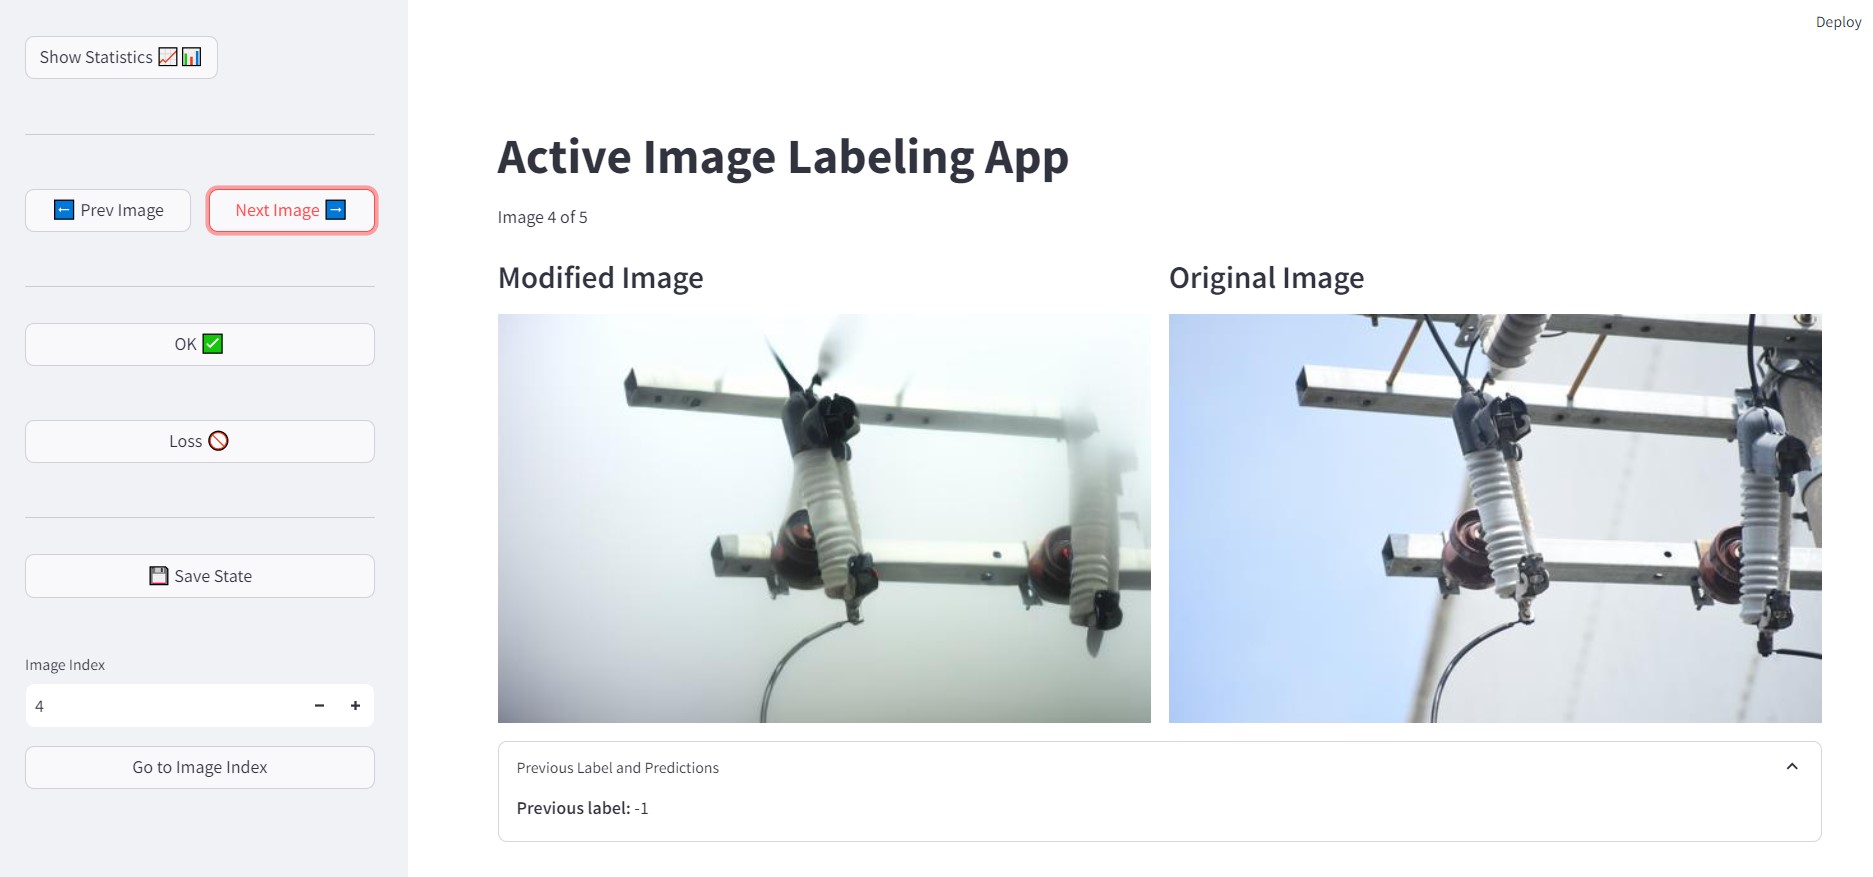 Show Statistics 📈📊
⬅️ Prev Image
Next Image ➡️
OK ✅
Loss 🚫
💾 Save State
Image Index
4
− +
Go to Image Index
Deploy
Active Image Labeling App
Image 4 of 5
Modified Image
Original Image
Previous Label and Predictions
Previous label: -1